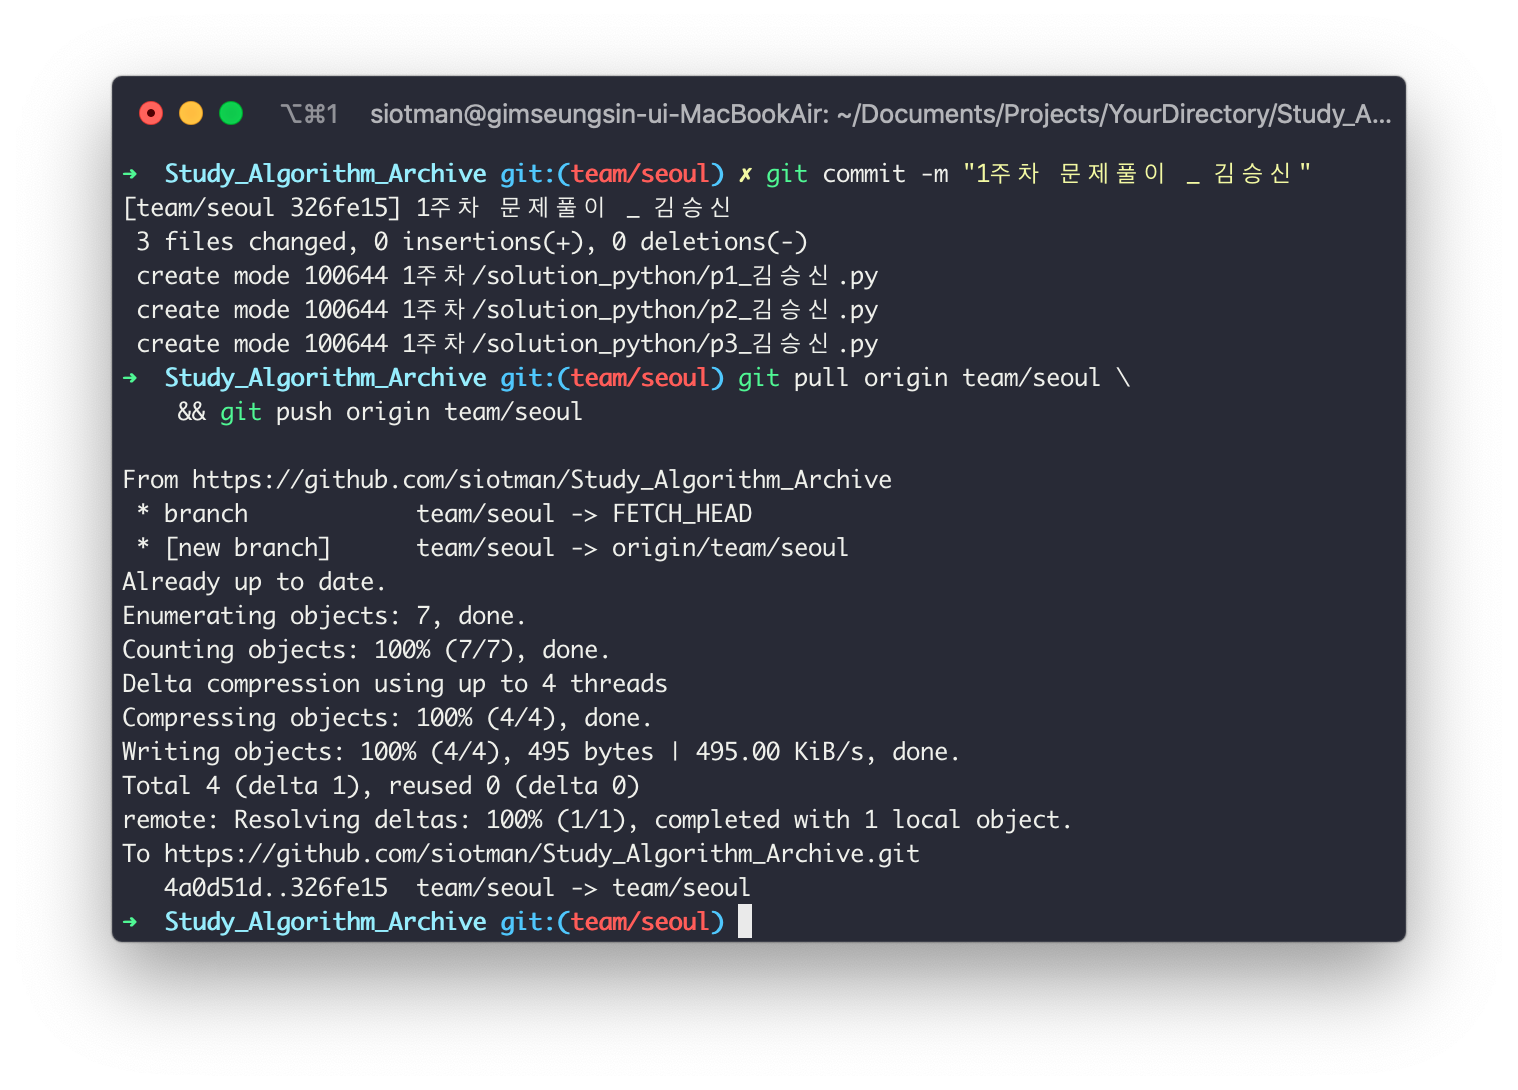 ⌥⌘1 siotman@gimseungsin-ui-MacBookAir: ~/Documents/Projects/YourDirectory/Study_A...
➜  Study_Algorithm_Archive git:(team/seoul) ✗ git commit -m "1주차 문제풀이 _ 김승신"
[team/seoul 326fe15] 1주차 문제풀이 _ 김승신
 3 files changed, 0 insertions(+), 0 deletions(-)
 create mode 100644 1주차/solution_python/p1_김승신.py
 create mode 100644 1주차/solution_python/p2_김승신.py
 create mode 100644 1주차/solution_python/p3_김승신.py
➜  Study_Algorithm_Archive git:(team/seoul) git pull origin team/seoul \
    && git push origin team/seoul
From https://github.com/siotman/Study_Algorithm_Archive
 * branch            team/seoul -> FETCH_HEAD
 * [new branch]      team/seoul -> origin/team/seoul
Already up to date.
Enumerating objects: 7, done.
Counting objects: 100% (7/7), done.
Delta compression using up to 4 threads
Compressing objects: 100% (4/4), done.
Writing objects: 100% (4/4), 495 bytes | 495.00 KiB/s, done.
Total 4 (delta 1), reused 0 (delta 0)
remote: Resolving deltas: 100% (1/1), completed with 1 local object.
To https://github.com/siotman/Study_Algorithm_Archive.git
   4a0d51d..326fe15  team/seoul -> team/seoul
➜  Study_Algorithm_Archive git:(team/seoul)